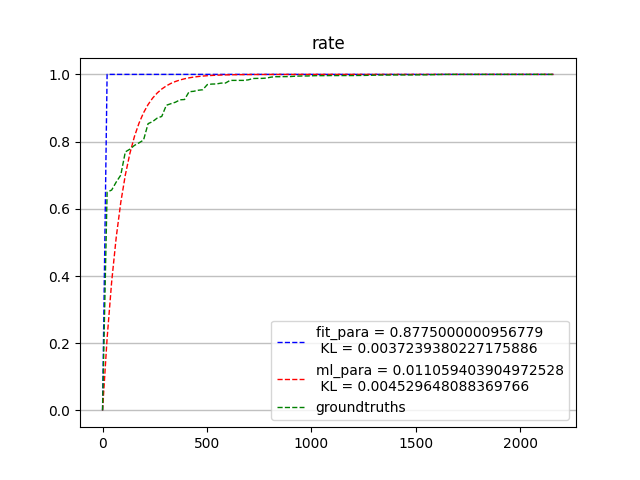 rate
1.0
0.8
0.6
0.4
0.2
0.0
fit_para = 0.8775000000956779
KL = 0.0037239380227175886
ml_para = 0.011059403904972528
KL = 0.004529648088369766
groundtruths
0
500
1000
1500
2000